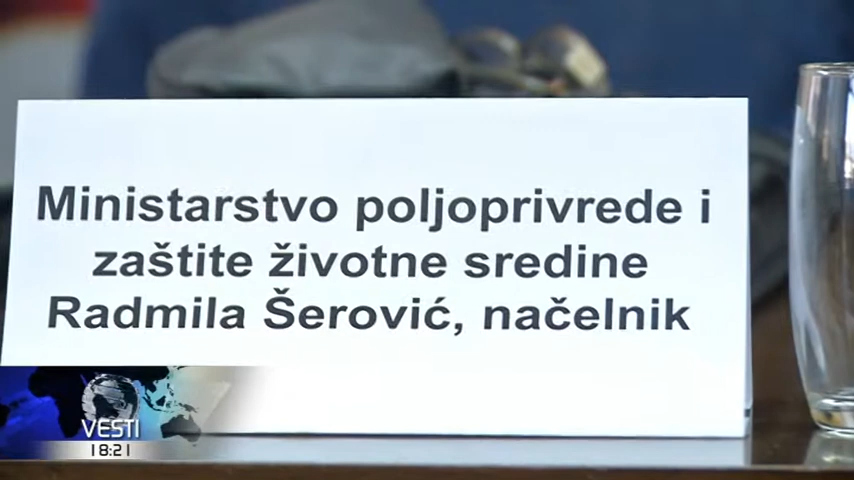 Ministarstvo poljoprivrede i
zaštite životne sredine
Radmila Šerović, načelnik
VESTI
18:21